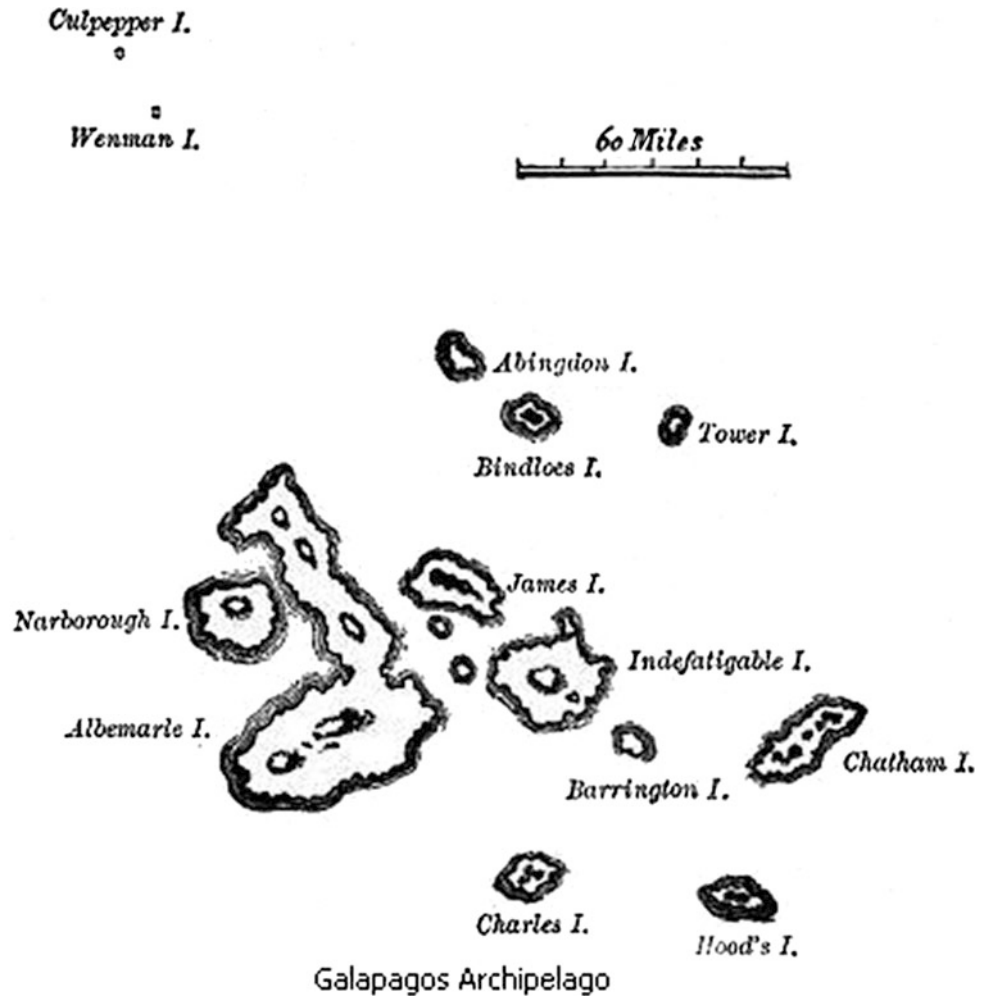 Culpepper I.
Wenman I.
60 Miles
Abingdon I.
Tower I.
Bindloes I.
James I.
Narborough I.
Indefatigable I.
Albemarle I.
Chatham I.
Barrington I.
Charles I.
Hood's I.
Galapagos Archipelago